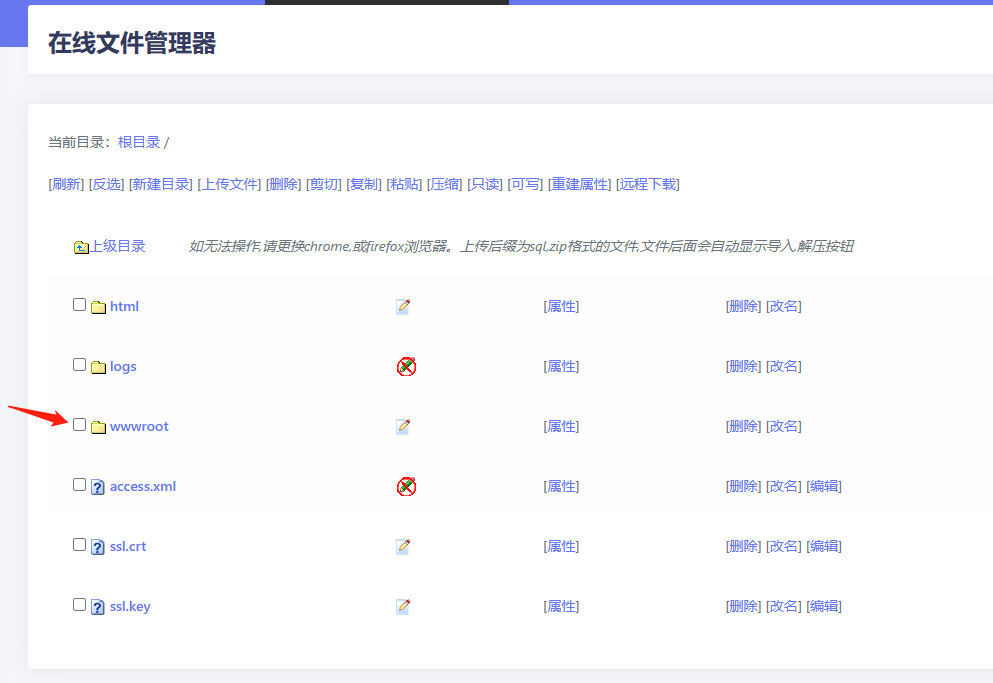 在线文件管理器
当前目录：根目录 /
[刷新] [反选] [新建目录] [上传文件] [删除] [剪切] [复制] [粘贴] [压缩] [只读] [可写] [重建属性] [远程下载]
上级目录 如无法操作,请更换chrome,或firefox浏览器。上传后缀为sql,zip格式的文件,文件后面会自动显示导入,解压按钮
html [属性] [删除] [改名]
logs [属性] [删除] [改名]
wwwroot [属性] [删除] [改名]
access.xml [属性] [删除] [改名] [编辑]
ssl.crt [属性] [删除] [改名] [编辑]
ssl.key [属性] [删除] [改名] [编辑]